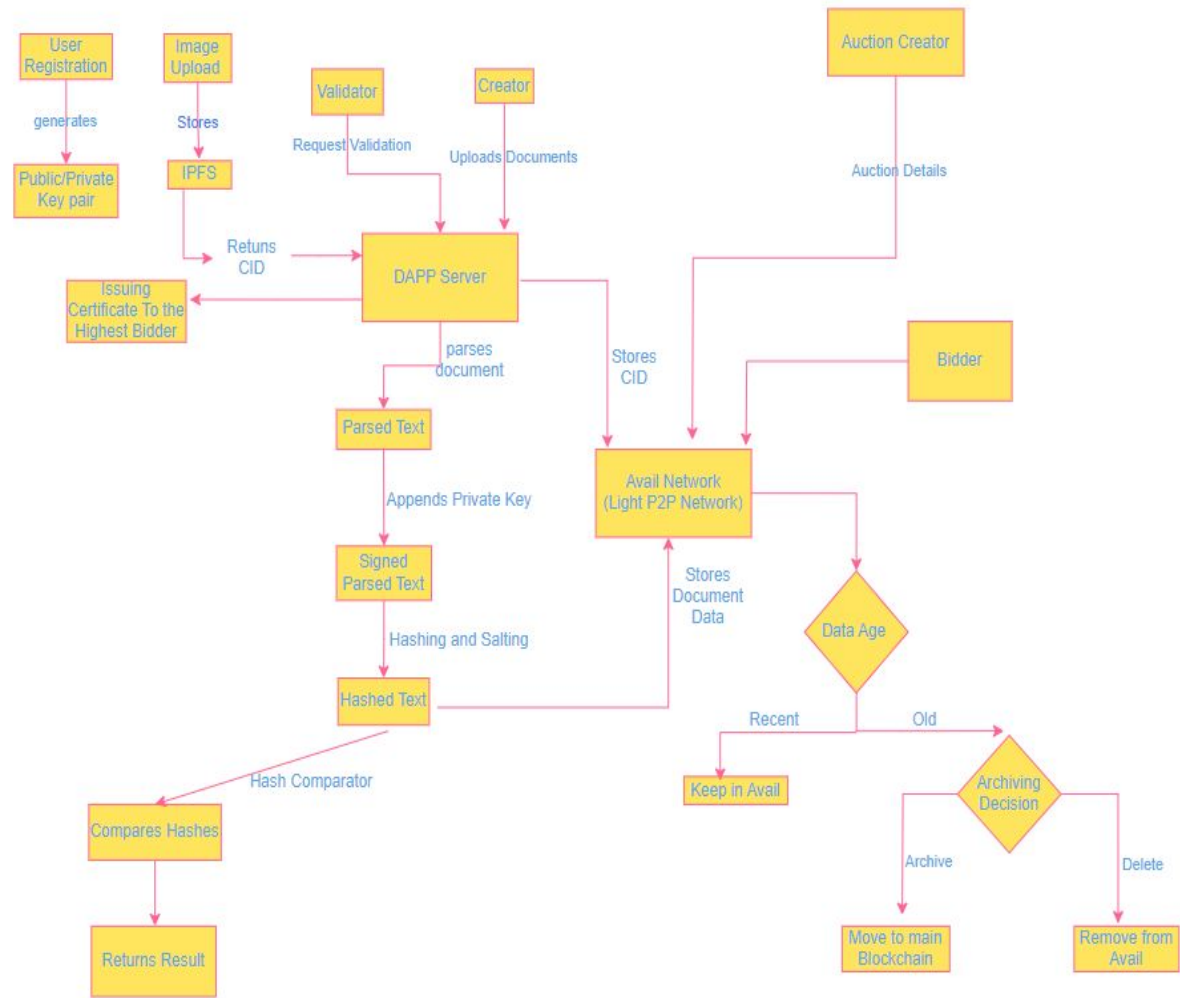 User
Registration
Image
Upload
Auction Creator
Validator
Creator
generates
Stores
Request Validation
Uploads Documents
Auction Details
Public/Private
Key pair
IPFS
Retuns
CID
DAPP Server
Issuing
Certificate To the
Highest Bidder
parses
document
Stores
CID
Bidder
Parsed Text
Avail Network
(Light P2P Network)
Appends Private Key
Signed
Parsed Text
Stores
Document
Data
Data Age
Hashing and Salting
Hashed Text
Recent
Old
Hash Comparator
Keep in Avail
Archiving
Decision
Compares Hashes
Archive
Delete
Returns Result
Move to main
Blockchain
Remove from
Avail